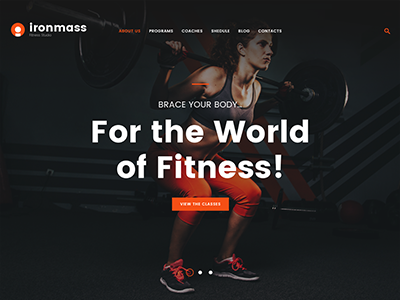 ironmass
Fitness Studio
ABOUT US PROGRAMS COACHES SHEDULE BLOG CONTACTS
BRACE YOUR BODY...
For the World
of Fitness!
VIEW THE CLASSES